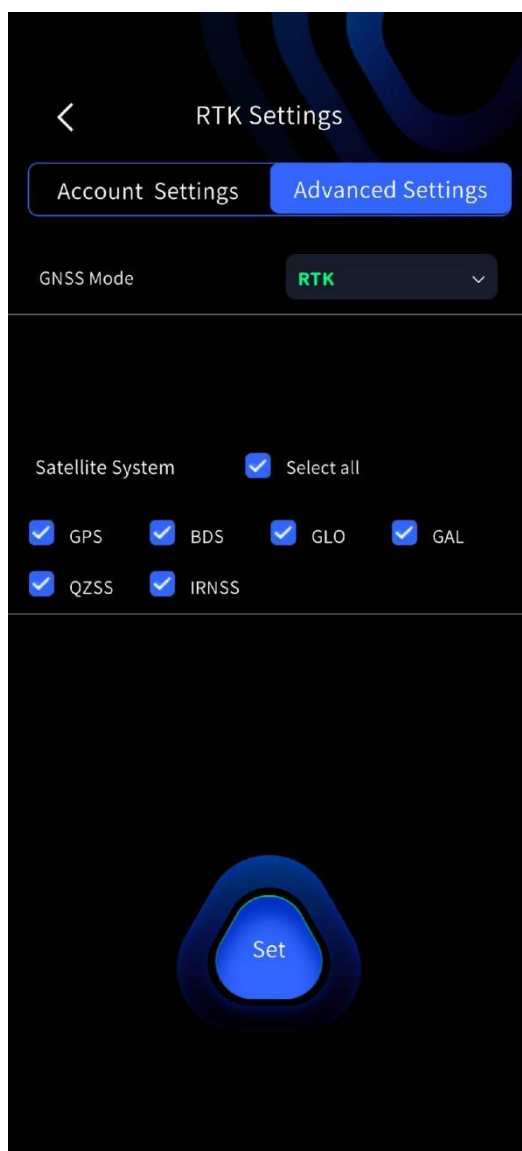 RTK Settings
Account Settings Advanced Settings
GNSS Mode RTK
Satellite System Select all
GPS BDS GLO GAL
QZSS IRNSS
Set